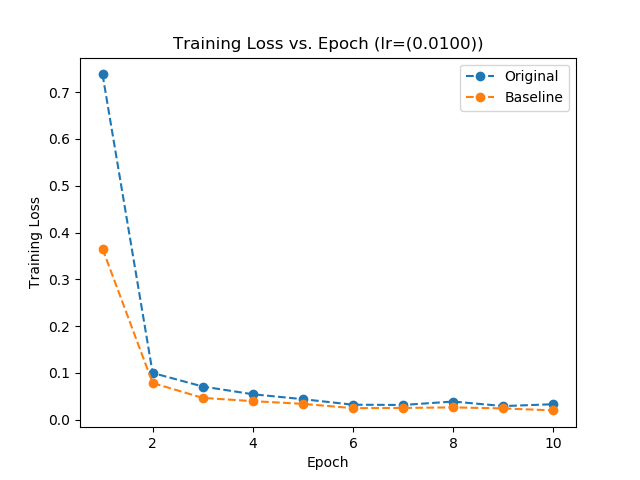 Training Loss vs. Epoch (lr=(0.0100))
Original
Baseline
0.7
0.6
0.5
0.4
0.3
0.2
0.1
0.0
Training Loss
2 4 6 8 10
Epoch